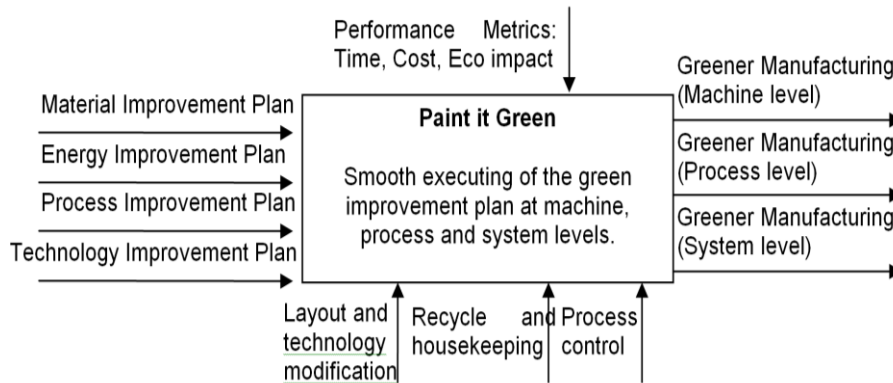 Performance Metrics:
Time, Cost, Eco impact
Material Improvement Plan
Energy Improvement Plan
Process Improvement Plan
Technology Improvement Plan
Paint it Green
Smooth executing of the green
improvement plan at machine,
process and system levels.
Greener Manufacturing
(Machine level)
Greener Manufacturing
(Process level)
Greener Manufacturing
(System level)
Layout and
technology
modification
Recycle and
housekeeping
Process
control